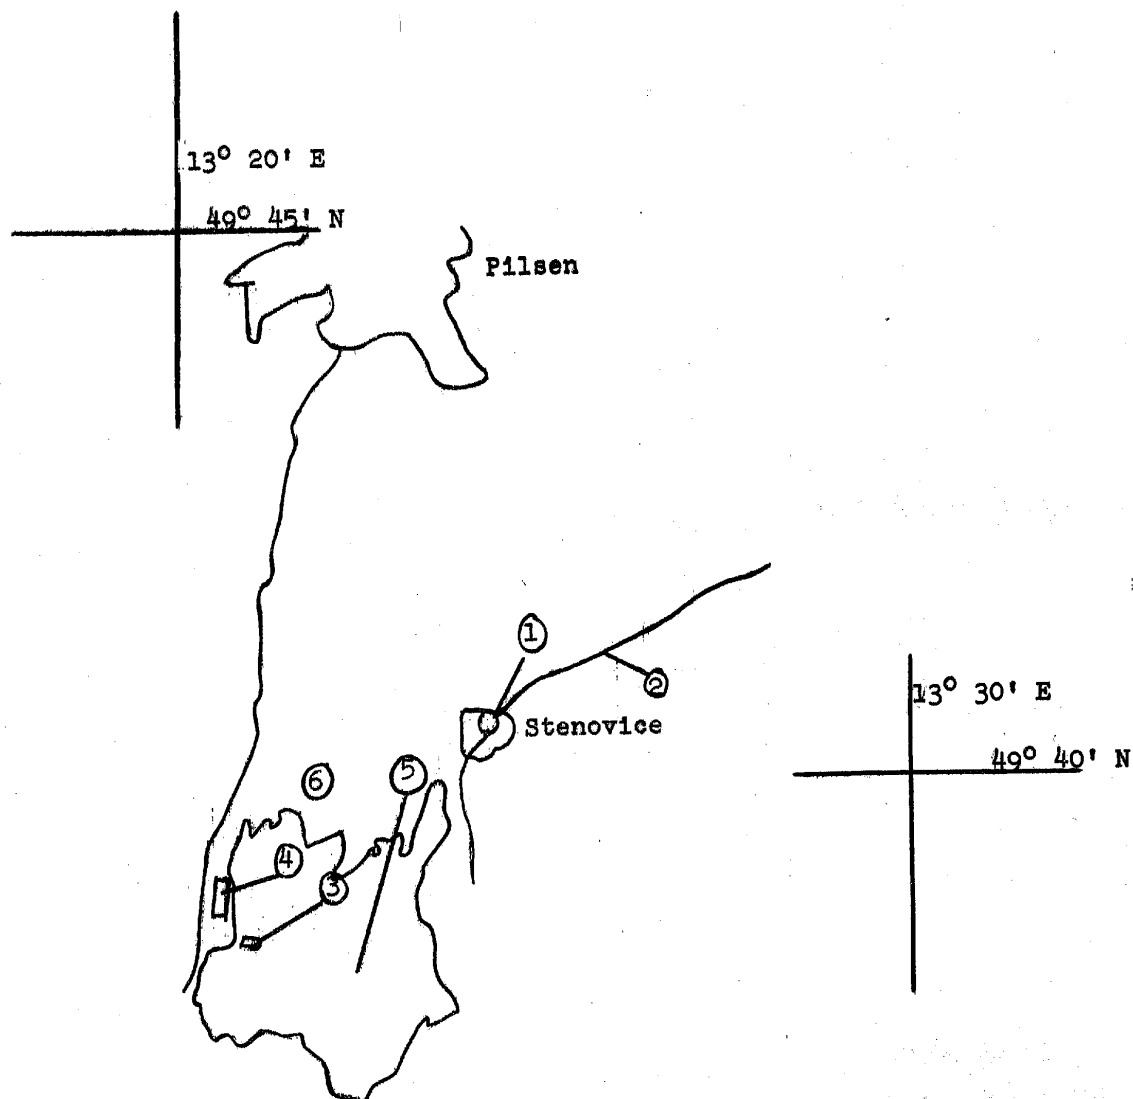 13° 20' E
49° 45' N
Pilsen
①
②
13° 30' E
Stenovice
49° 40' N
⑤
⑥
④
③